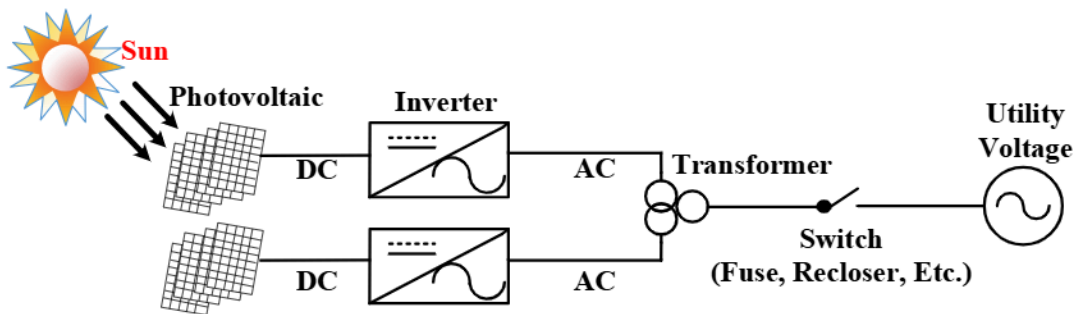 Sun
Photovoltaic
Inverter
Utility
Voltage
DC
AC
Transformer
Switch
(Fuse, Recloser, Etc.)
DC
AC